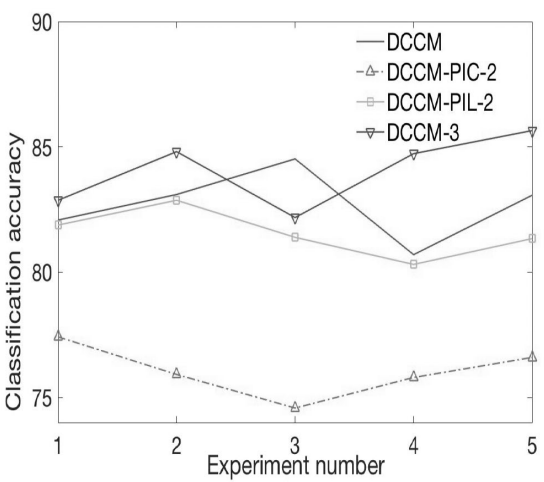 90
85
80
75
Classification accuracy
DCCM
DCCM-PIC-2
DCCM-PIL-2
DCCM-3
1 2 3 4 5
Experiment number